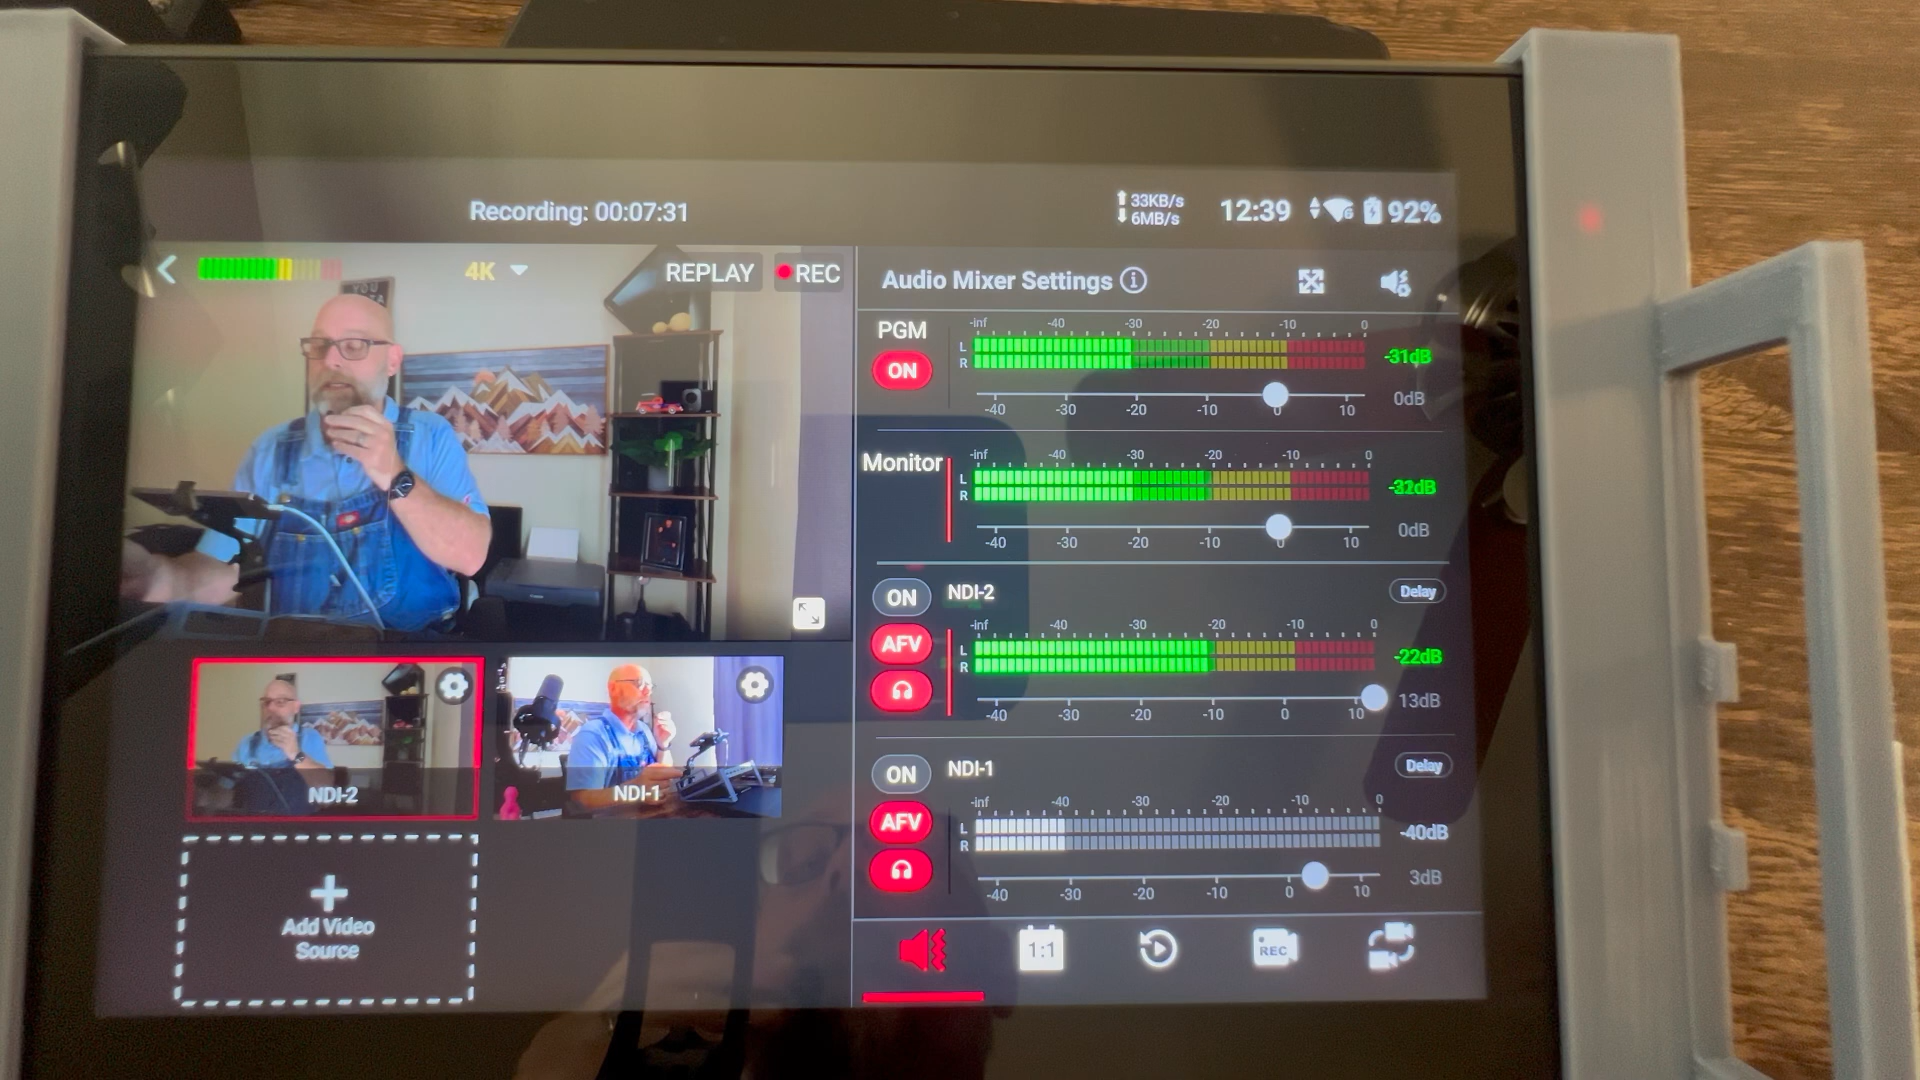 Recording: 00:07:31
33KB/s
6MB/s
12:39
92%
4K
REPLAY
REC
YOU
Audio Mixer Settings
PGM
ON
-inf -40 -30 -20 -10 0
L
R
-31dB
-40 -30 -20 -10 0 10
0dB
Monitor
-inf -40 -30 -20 -10 0
L
R
-40 -30 -20 -10 0 10
0dB
ON
NDI-2
Delay
AFV
-inf -40 -30 -20 -10 0
L
R
-22dB
-40 -30 -20 -10 0 10
13dB
ON
NDI-1
Delay
AFV
-inf -40 -30 -20 -10 0
L
R
-40dB
-40 -30 -20 -10 0 10
3dB
NDI-2
NDI-1
Add Video
Source
1:1
REC